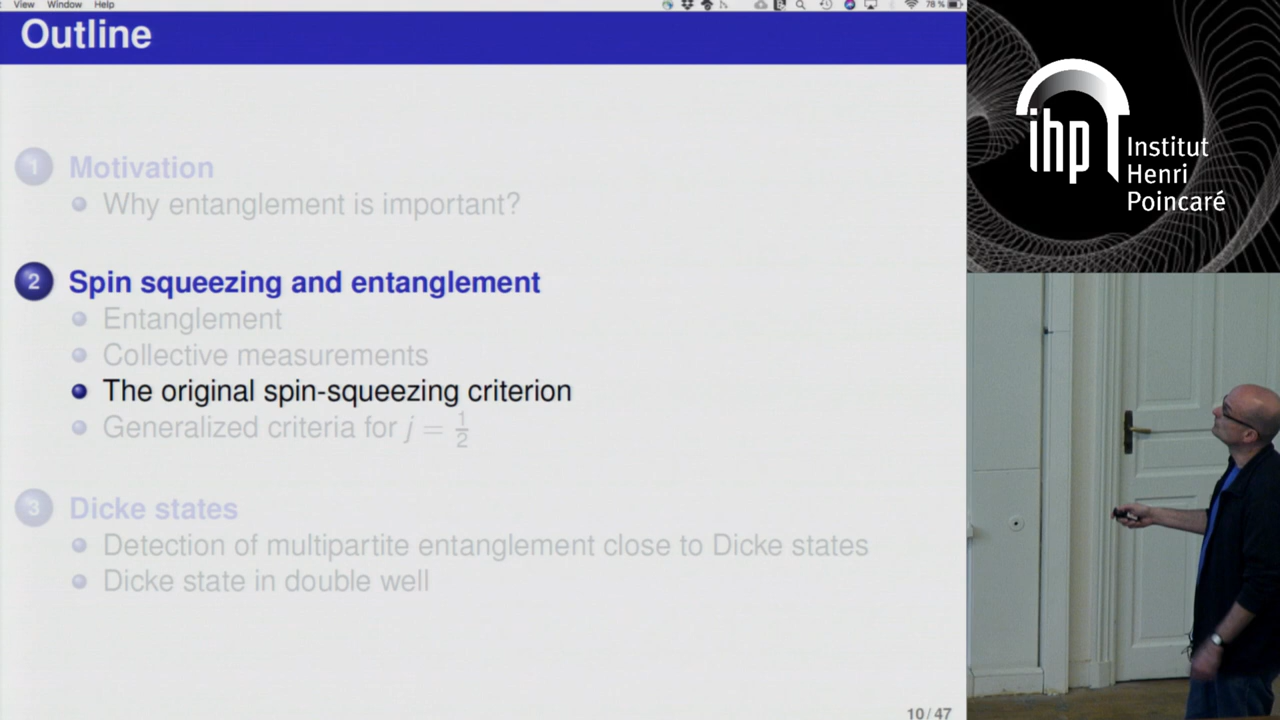 View Window Help
78 %
Outline
1 Motivation
Why entanglement is important?
2 Spin squeezing and entanglement
Entanglement
Collective measurements
The original spin-squeezing criterion
Generalized criteria for j = 1/2
3 Dicke states
Detection of multipartite entanglement close to Dicke states
Dicke state in double well
10/47
ihp Institut
Henri
Poincaré